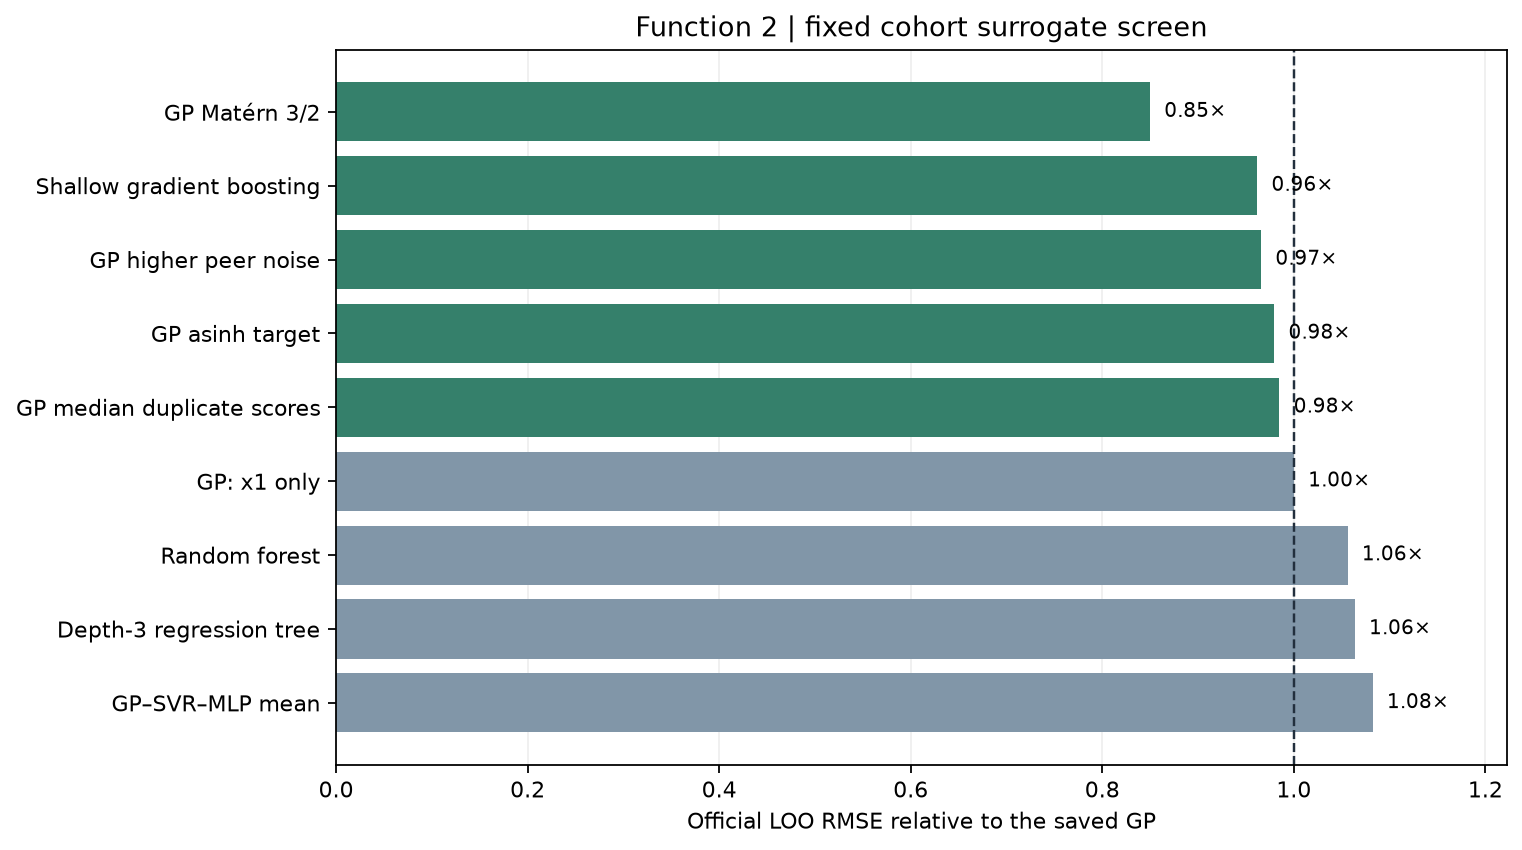 Function 2 | fixed cohort surrogate screen
GP Matérn 3/2
0.85×
Shallow gradient boosting
0.96×
GP higher peer noise
0.97×
GP asinh target
0.98×
GP median duplicate scores
0.98×
GP: x1 only
1.00×
Random forest
1.06×
Depth-3 regression tree
1.06×
GP–SVR–MLP mean
1.08×
0.0 0.2 0.4 0.6 0.8 1.0 1.2
Official LOO RMSE relative to the saved GP